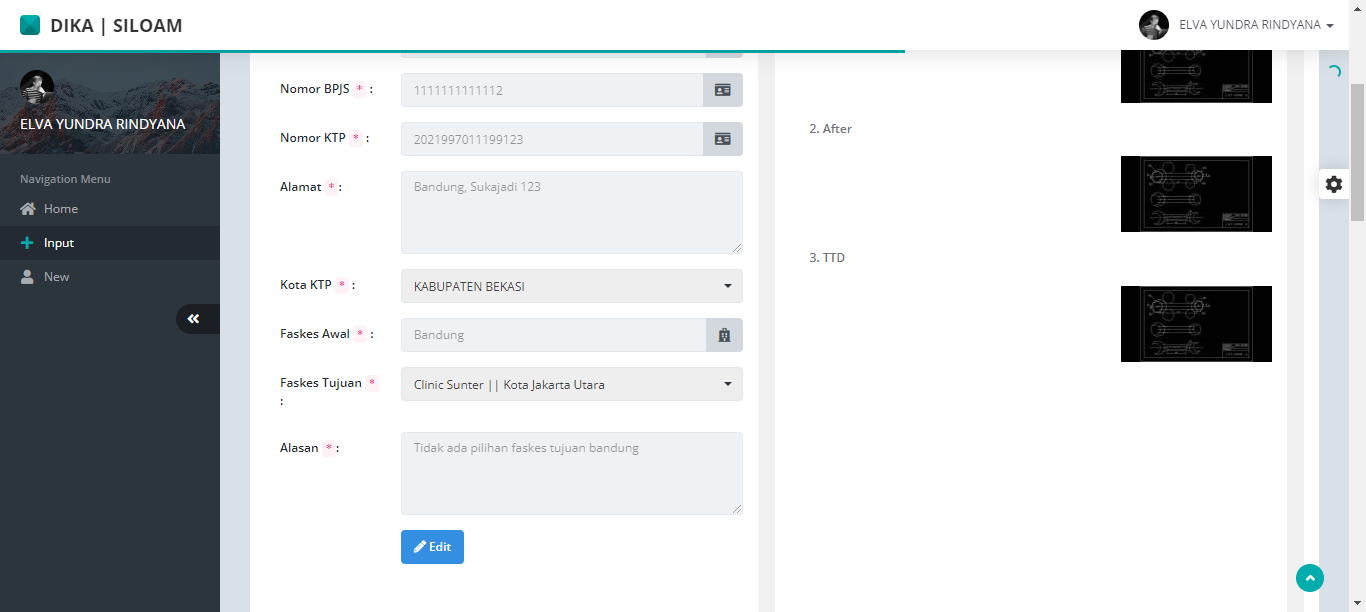 DIKA | SILOAM
ELVA YUNDRA RINDYANA
ELVA YUNDRA RINDYANA
Navigation Menu
Home
Input
New
Nomor BPJS * :
1111111111112
Nomor KTP * :
2021997011199123
Alamat * :
Bandung, Sukajadi 123
Kota KTP * :
KABUPATEN BEKASI
Faskes Awal * :
Bandung
Faskes Tujuan *
:
Clinic Sunter || Kota Jakarta Utara
Alasan * :
Tidak ada pilihan faskes tujuan bandung
Edit
2. After
3. TTD